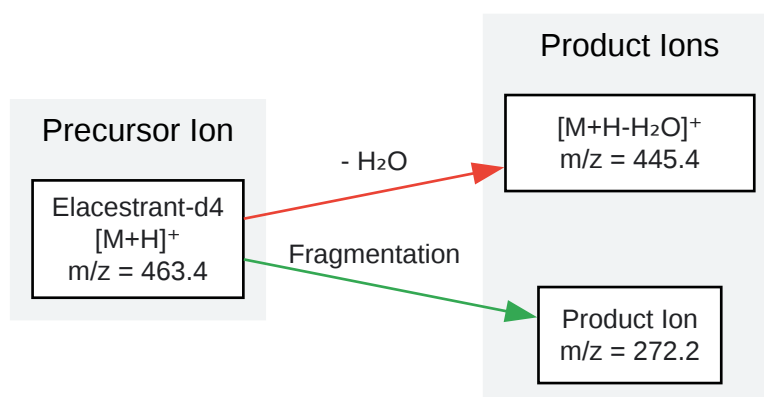 Precursor Ion
Elacestrant-d4
[M+H]⁺
m/z = 463.4
- H₂O
Fragmentation
Product Ions
[M+H-H₂O]⁺
m/z = 445.4
Product Ion
m/z = 272.2